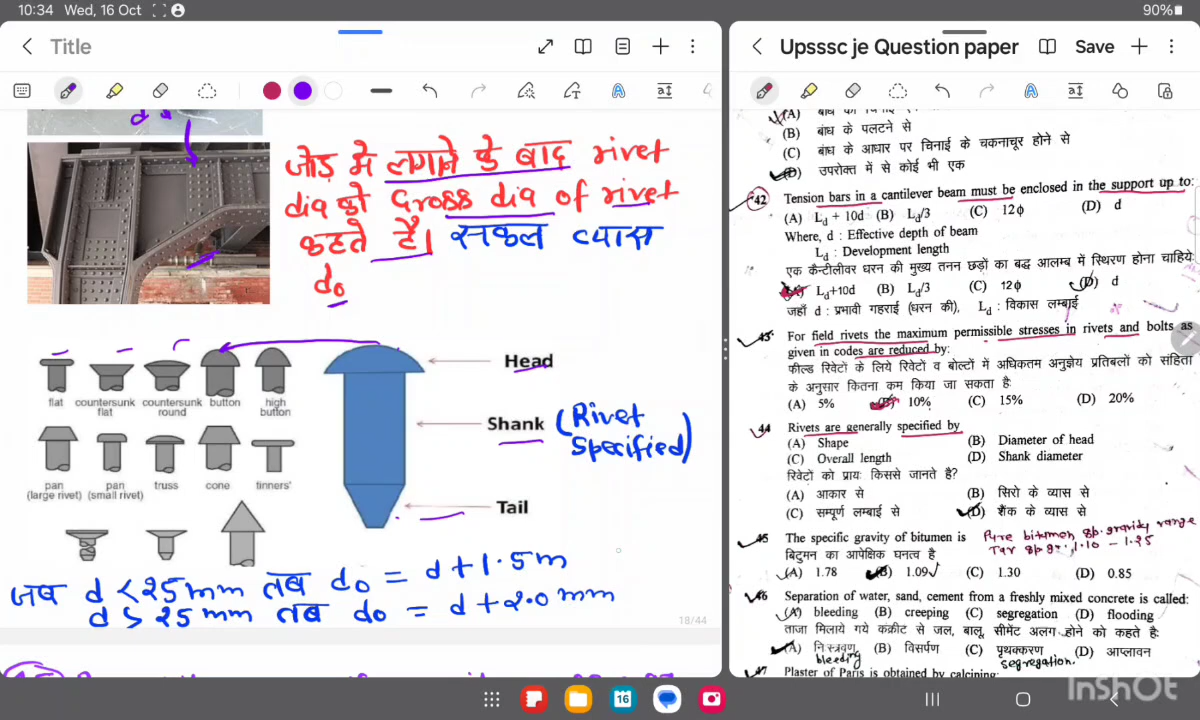 10:34 Wed, 16 Oct
90%
Title
Upsssc je Question paper
Save
जोड़ में लगाने के बाद rivet
dia को Gross dia of rivet
कहते है। सकल व्यास
do
Head
Shank (Rivet Specified)
Tail
flat countersunk flat countersunk round button high button
pan (large rivet) pan (small rivet) truss cone tinners'
जब d < 25mm तब do = d+1.5m
d > 25 mm तब do = d+2.0mm
18/44
(B) बांध के पलटने से
(C) बांध के आधार पर चिनाई के चकनाचूर होने से
(D) उपरोक्त में से कोई भी एक
42 Tension bars in a cantilever beam must be enclosed in the support up to:
(A) Ld + 10d (B) Ld/3 (C) 12ϕ (D) d
Where, d : Effective depth of beam
Ld : Development length
एक कैन्टीलीवर धरन की मुख्य तनन छड़ों का बद्ध आलम्ब में स्थिरण होना चाहिये:
(A) Ld+10d (B) Ld/3 (C) 12ϕ (D) d
जहाँ d : प्रभावी गहराई (धरन की), Ld : विकास लम्बाई
43 For field rivets the maximum permissible stresses in rivets and bolts as
given in codes are reduced by:
फील्ड रिवेटों के लिये रिवेटों व बोल्टों में अधिकतम अनुज्ञेय प्रतिबलों को संहिता
के अनुसार कितना कम किया जा सकता है:
(A) 5% (B) 10% (C) 15% (D) 20%
44 Rivets are generally specified by
(A) Shape (B) Diameter of head
(C) Overall length (D) Shank diameter
रिवेटों को प्रायः किससे जानते है?
(A) आकार से (B) सिरो के व्यास से
(C) सम्पूर्ण लम्बाई से (D) शैंक के व्यास से
45 The specific gravity of bitumen is Pure bitumen sp. gravity range
बिटुमन का आपेक्षिक घनत्व है Tar sp gr. 1.10 - 1.25
(A) 1.78 (B) 1.09 (C) 1.30 (D) 0.85
46 Separation of water, sand, cement from a freshly mixed concrete is called:
(A) bleeding (B) creeping (C) segregation (D) flooding
ताजा मिलाये गये कंक्रीट से जल, बालू, सीमेंट अलग होने को कहते है:
(A) निःस्त्रवण (B) विसर्पण (C) पृथक्करण (D) आप्लावन
bleeding segregation.
47 Plaster of Paris is obtained by calcining:
16
InShOt